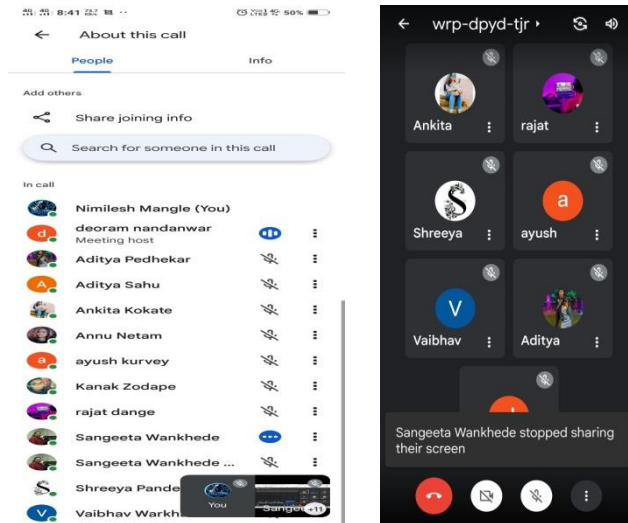 8:41
50%
About this call
People
Info
Add others
Share joining info
Search for someone in this call
In call
Nimilesh Mangle (You)
d
deoram nandanwar
Meeting host
Aditya Pedhekar
A
Aditya Sahu
Ankita Kokate
Annu Netam
a
ayush kurvey
Kanak Zodape
rajat dange
Sangeeta Wankhede
Sangeeta Wankhede ...
S
Shreeya Pande
V
Vaibhav Warkh
You
Sangee
+11
wrp-dpyd-tjr
Ankita
rajat
S
a
Shreeya
ayush
V
Vaibhav
Aditya
Sangeeta Wankhede stopped sharing
their screen